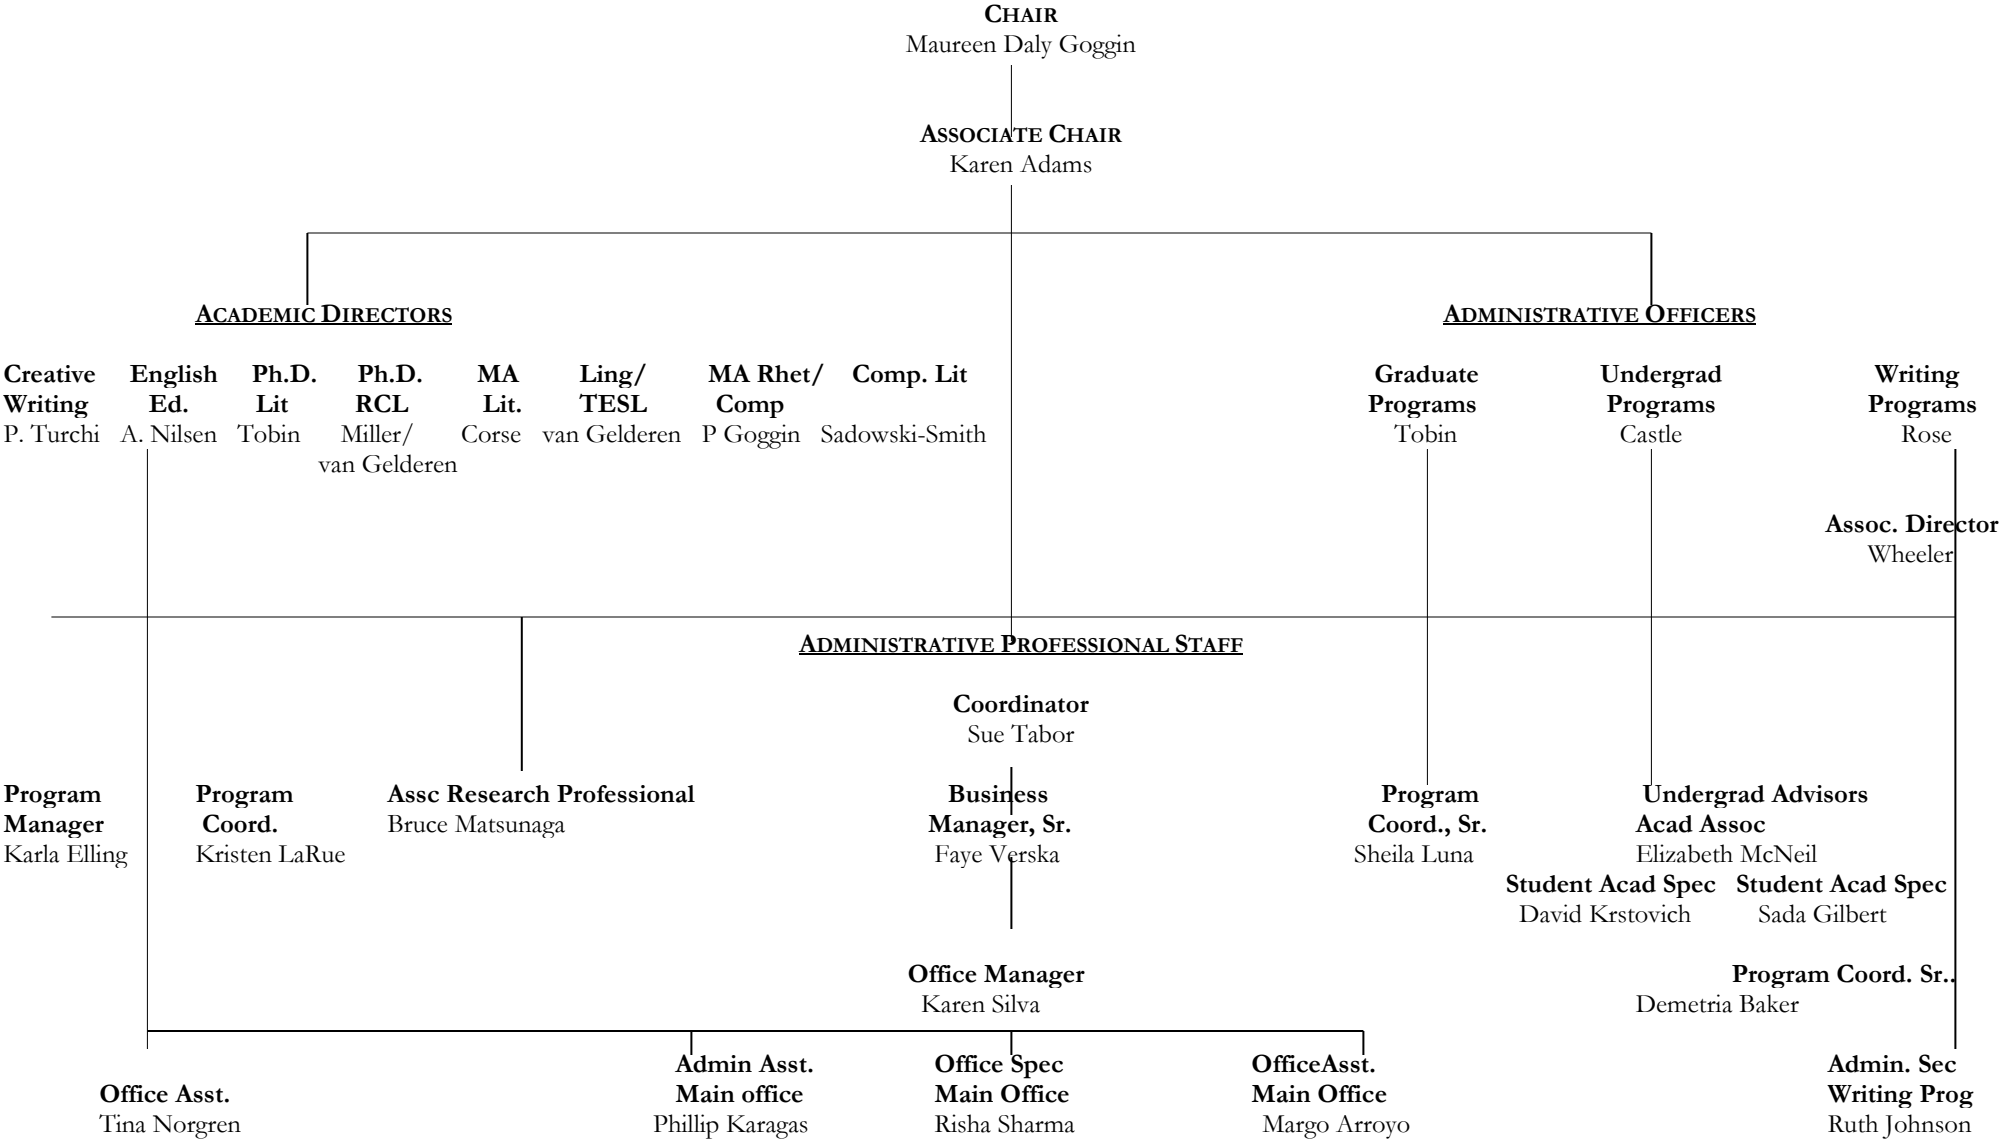 CHAIR
Maureen Daly Goggin
ASSOCIATE CHAIR
Karen Adams
ACADEMIC DIRECTORS ADMINISTRATIVE OFFICERS
Creative English Ph.D. Ph.D. MA Ling/ MA Rhet/ Comp. Lit Graduate Undergrad Writing
Writing Ed. Lit RCL Lit. TESL Comp Programs Programs Programs
P. Turchi A. Nilsen Tobin Miller/ Corse van Gelderen P Goggin Sadowski-Smith Tobin Castle Rose
van Gelderen
Assoc. Director
Wheeler
ADMINISTRATIVE PROFESSIONAL STAFF
Coordinator
Sue Tabor
Program Program Assc Research Professional Business Program Undergrad Advisors
Manager Coord. Bruce Matsunaga Manager, Sr. Coord., Sr. Acad Assoc
Karla Elling Kristen LaRue Faye Verska Sheila Luna Elizabeth McNeil
Student Acad Spec Student Acad Spec
David Krstovich Sada Gilbert
Office Manager Program Coord. Sr..
Karen Silva Demetria Baker
Admin Asst. Office Spec OfficeAsst. Admin. Sec
Office Asst. Main office Main Office Main Office Writing Prog
Tina Norgren Phillip Karagas Risha Sharma Margo Arroyo Ruth Johnson